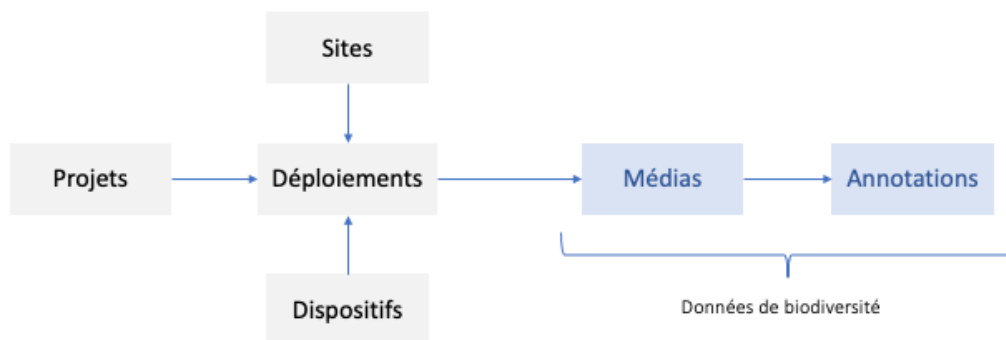 Sites
Projets
Déploiements
Médias
Annotations
Dispositifs
Données de biodiversité